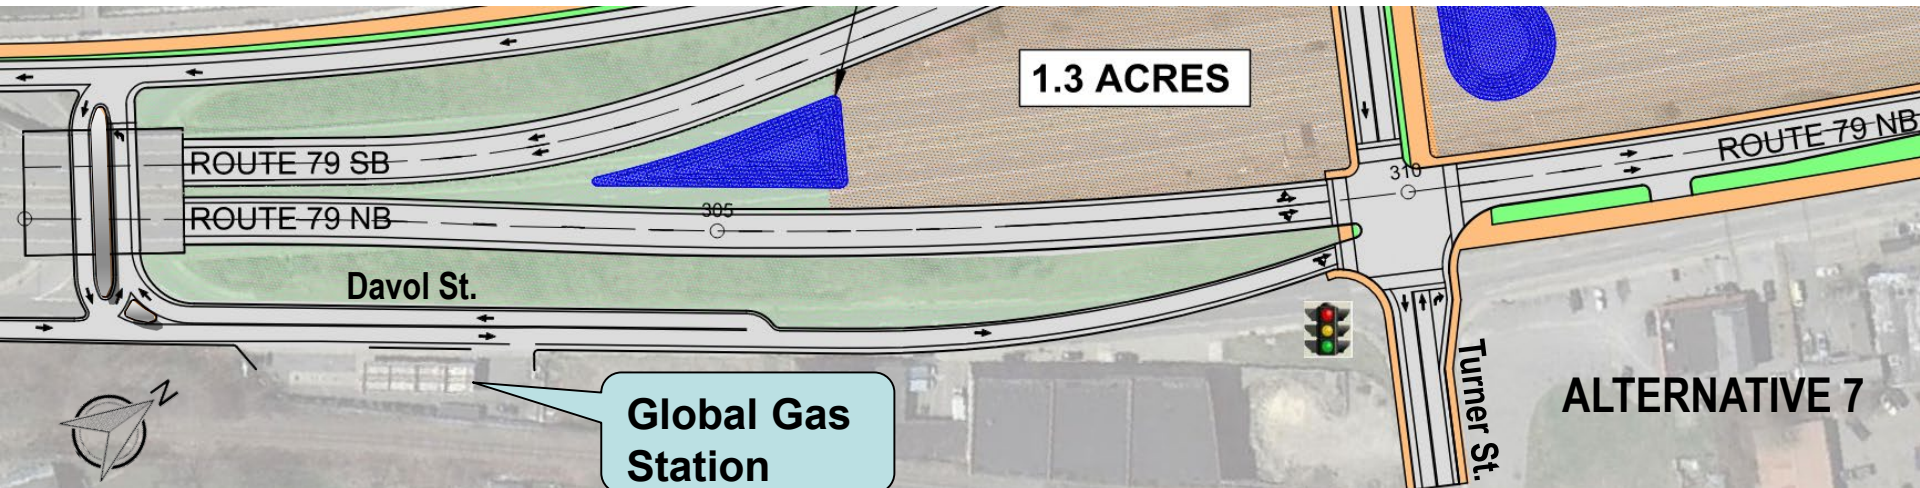 1.3 ACRES
ROUTE 79 NB
ROUTE 79 SB
310
305
ROUTE 79 NB
Davol St.
N
Turner St.
Global Gas
Station
ALTERNATIVE 7